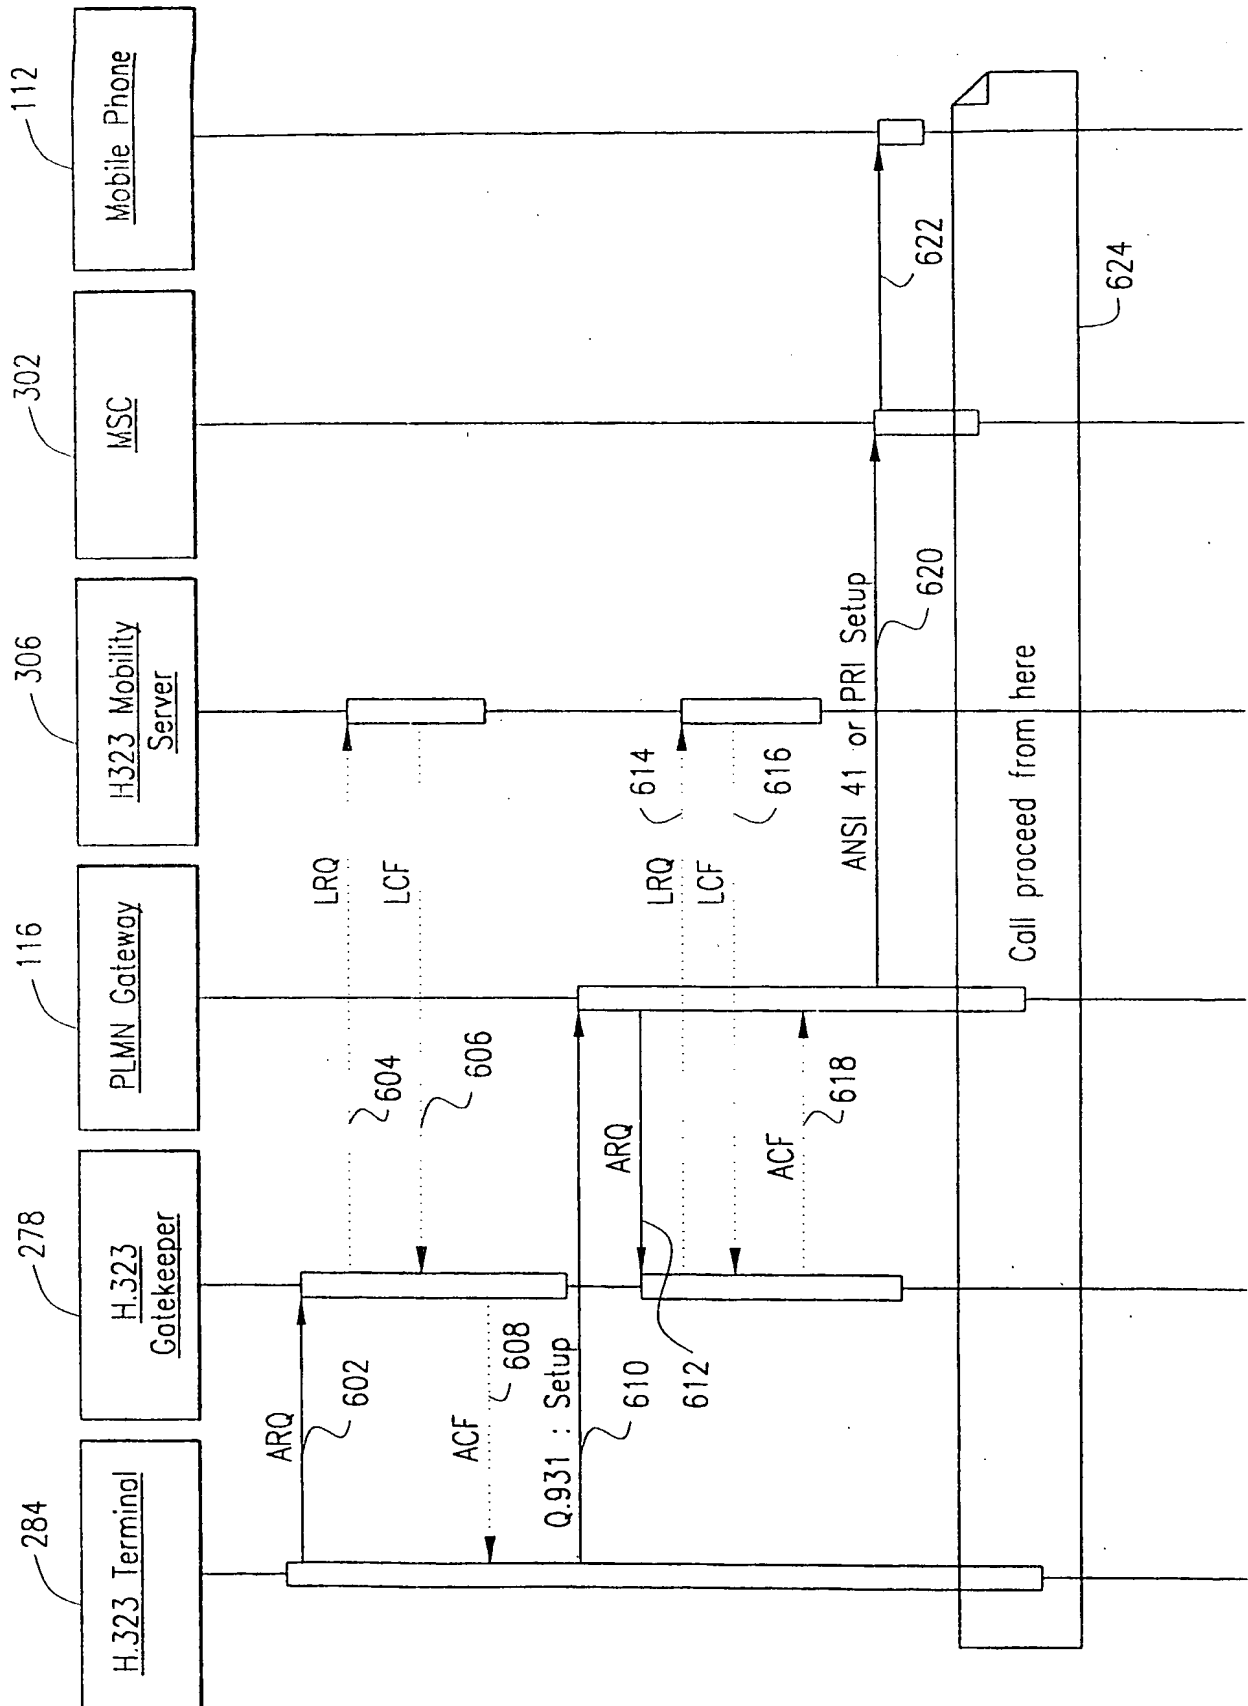 284
278
116
306
302
112
H.323 Terminal
H.323
Gatekeeper
PLMN Gateway
H323 Mobility
Server
MSC
Mobile Phone
ARQ
602
LRQ
604
LCF
606
ACF
608
Q.931 : Setup
610
ARQ
612
LRQ
614
LCF
616
ACF
618
ANSI 41 or PRI Setup
620
622
Call proceed from here
624